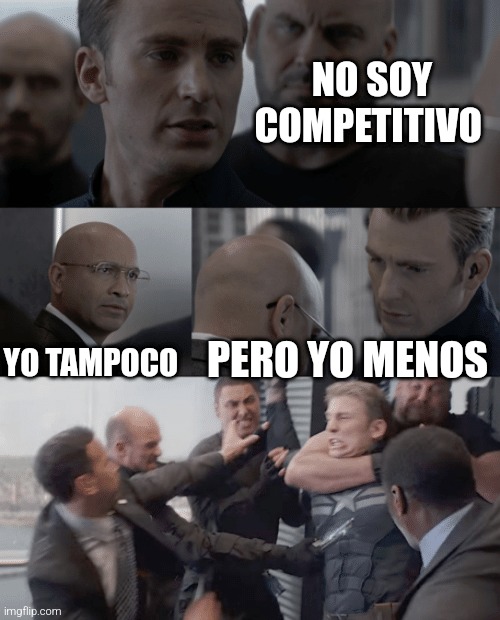 NO SOY
COMPETITIVO
YO TAMPOCO
PERO YO MENOS
imgflip.com